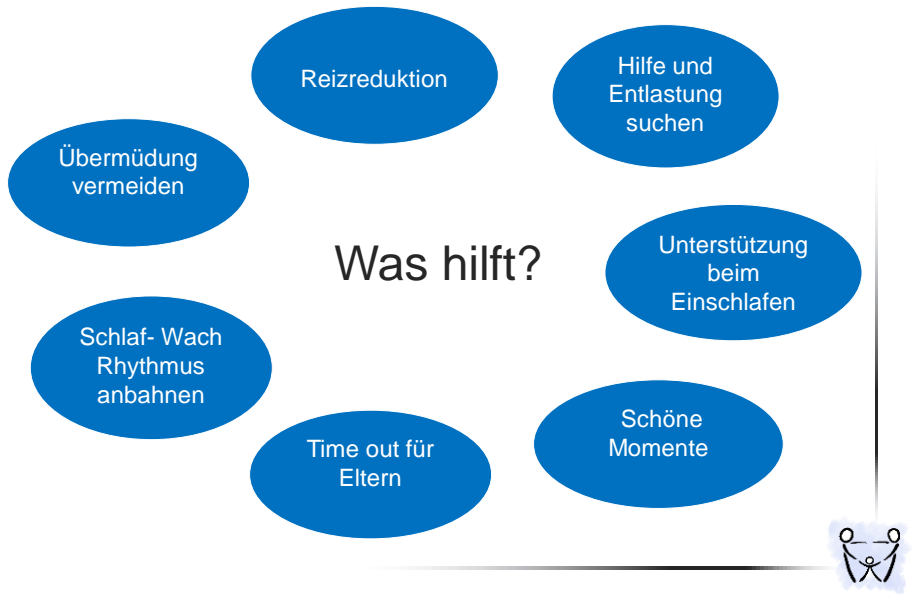 Reizreduktion
Hilfe und
Entlastung
suchen
Übermüdung
vermeiden
Was hilft?
Unterstützung
beim
Einschlafen
Schlaf- Wach
Rhythmus
anbahnen
Time out für
Eltern
Schöne
Momente